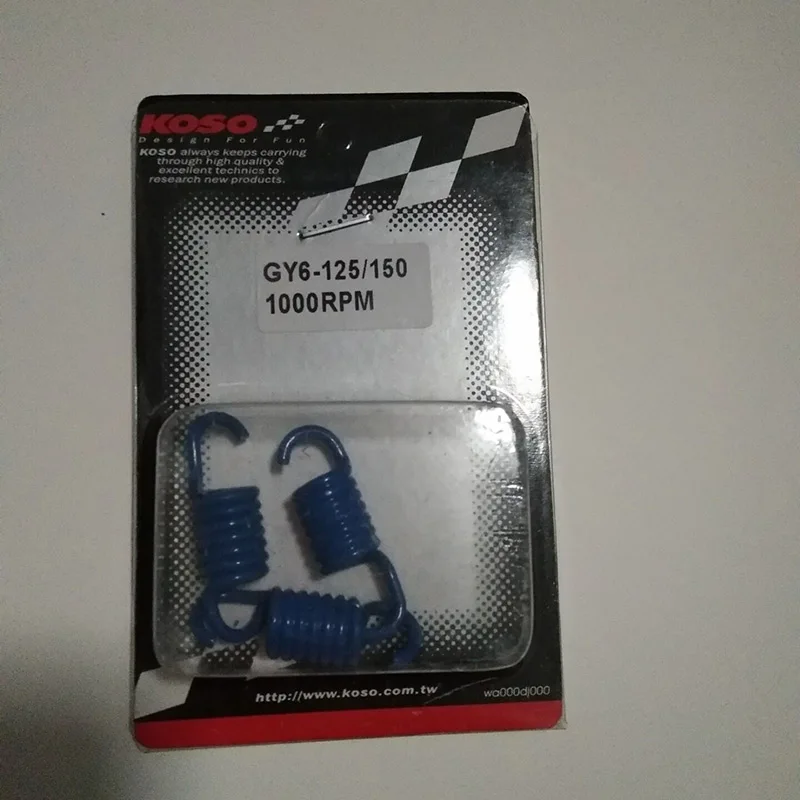 KOSO
Design For Fun
KOSO always keeps carrying
through high quality &
excellent technics to
research new products.
GY6-125/150
1000RPM
http://www.koso.com.tw
wa000dj000